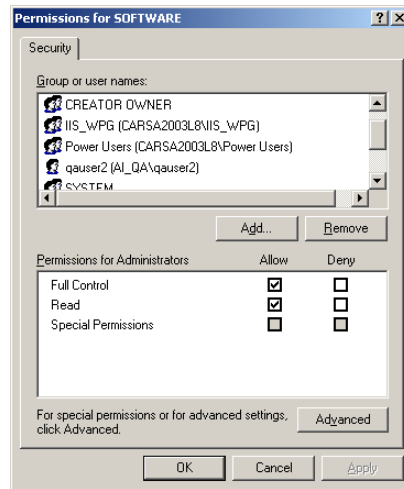 Permissions for SOFTWARE
Security
Group or user names:
CREATOR OWNER
IIS_WPG (CARSA2003L8\IIS_WPG)
Power Users (CARSA2003L8\Power Users)
qauser2 (AI_QA\qauser2)
SYSTEM
Add... Remove
Permissions for Administrators Allow Deny
Full Control
Read
Special Permissions
For special permissions or for advanced settings,
click Advanced.
Advanced
OK Cancel Apply